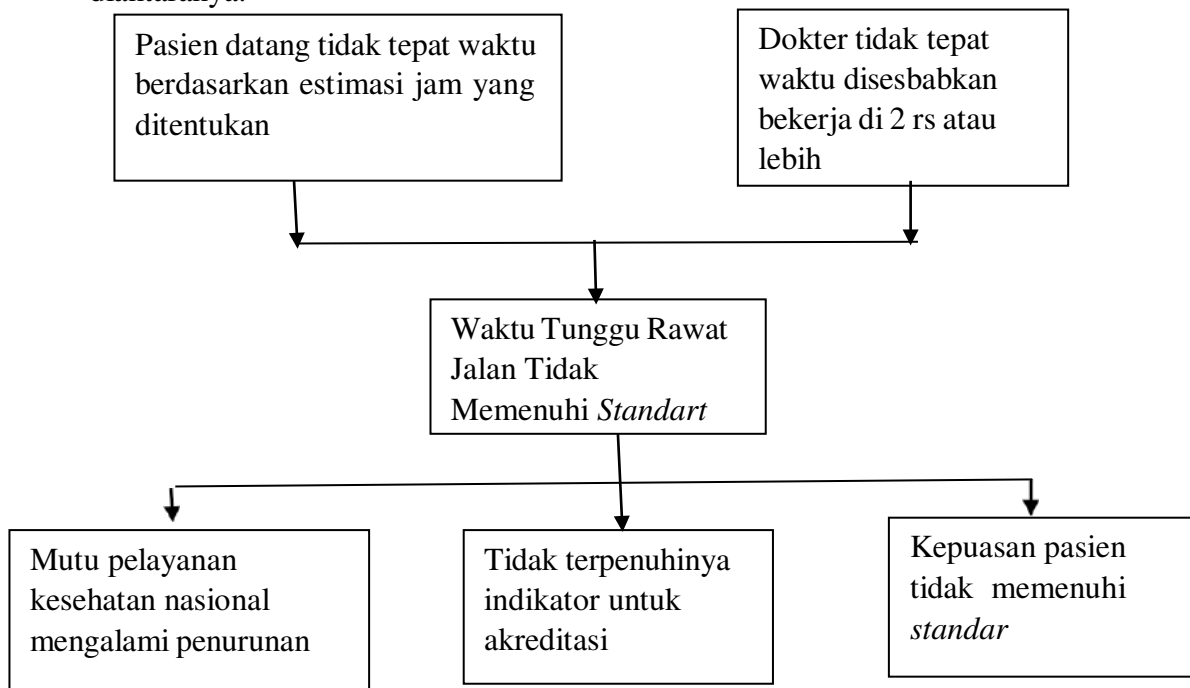 Pasien datang tidak tepat waktu
berdasarkan estimasi jam yang
ditentukan
Dokter tidak tepat
waktu disesbabkan
bekerja di 2 rs atau
lebih
Waktu Tunggu Rawat
Jalan Tidak
Memenuhi Standart
Mutu pelayanan
kesehatan nasional
mengalami penurunan
Tidak terpenuhinya
indikator untuk
akreditasi
Kepuasan pasien
tidak memenuhi
standar